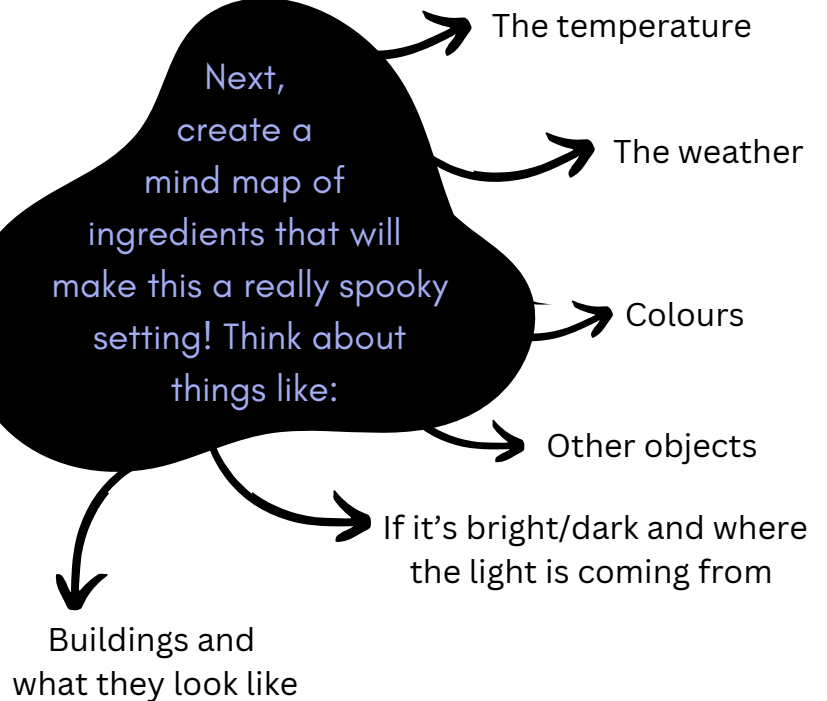 Next,
create a
mind map of
ingredients that will
make this a really spooky
setting! Think about
things like:
The temperature
The weather
Colours
Other objects
If it’s bright/dark and where
the light is coming from
Buildings and
what they look like